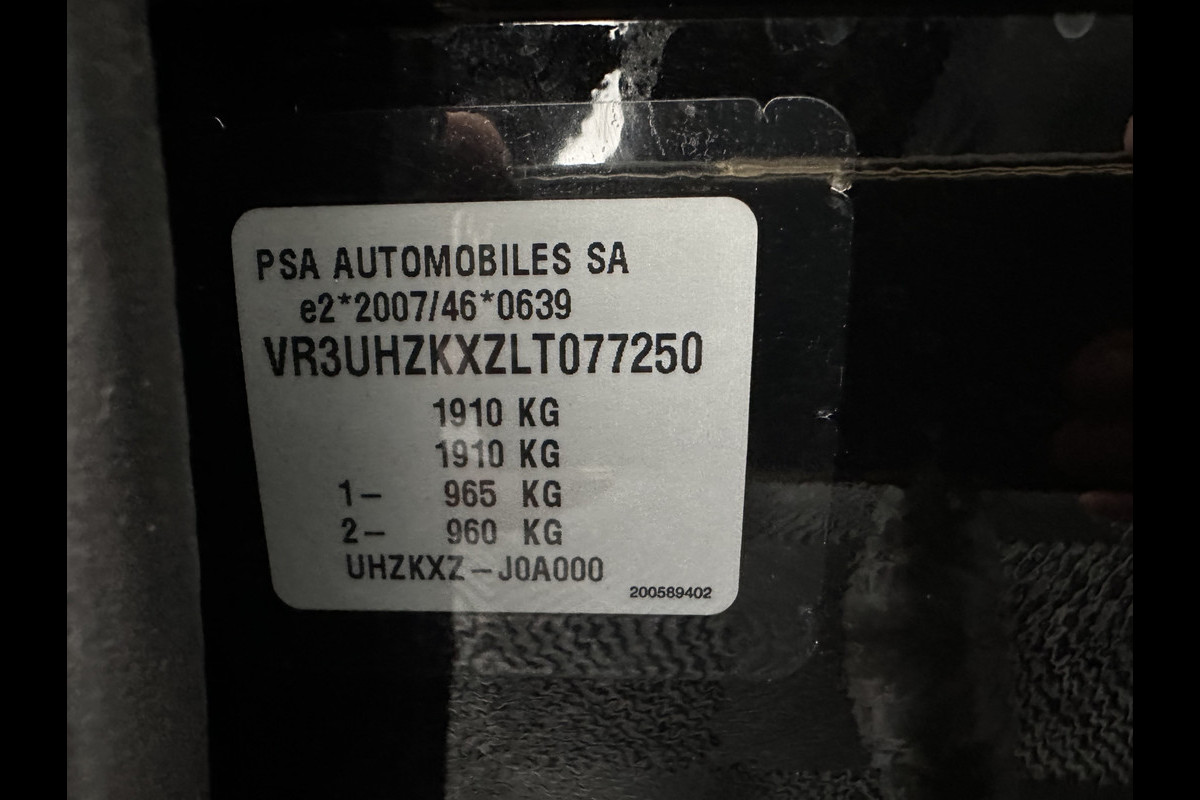 PSA AUTOMOBILES SA
e2*2007/46*0639
VR3UHZKXZLT077250
1910 KG
1910 KG
1- 965 KG
2- 960 KG
UHZKXZ-J0A000
200589402